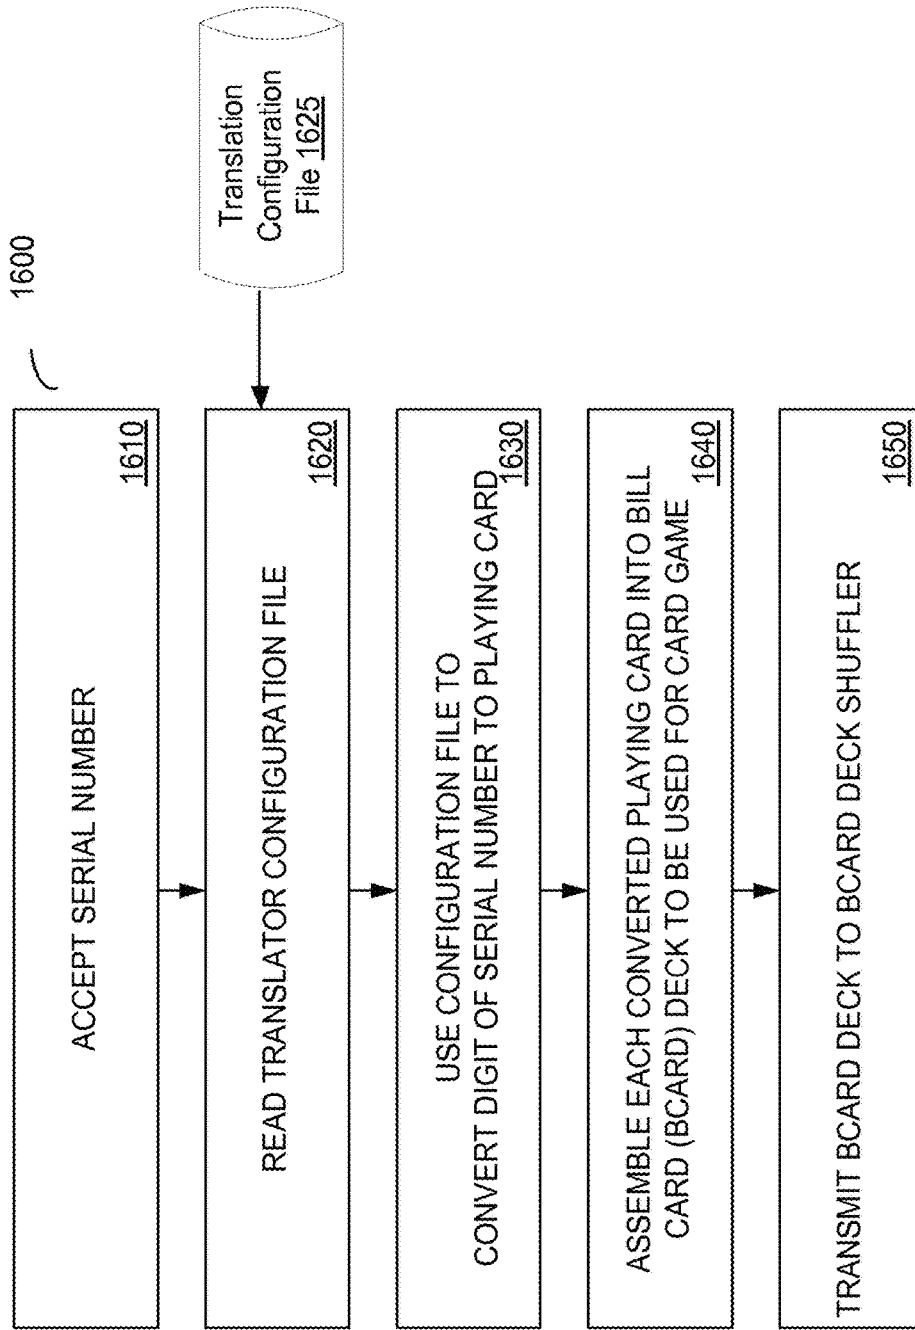 1600
ACCEPT SERIAL NUMBER
1610
READ TRANSLATOR CONFIGURATION FILE
1620
Translation
Configuration
File 1625
USE CONFIGURATION FILE TO
CONVERT DIGIT OF SERIAL NUMBER TO PLAYING CARD
1630
ASSEMBLE EACH CONVERTED PLAYING CARD INTO BILL
CARD (BCARD) DECK TO BE USED FOR CARD GAME
1640
TRANSMIT BCARD DECK TO BCARD DECK SHUFFLER
1650